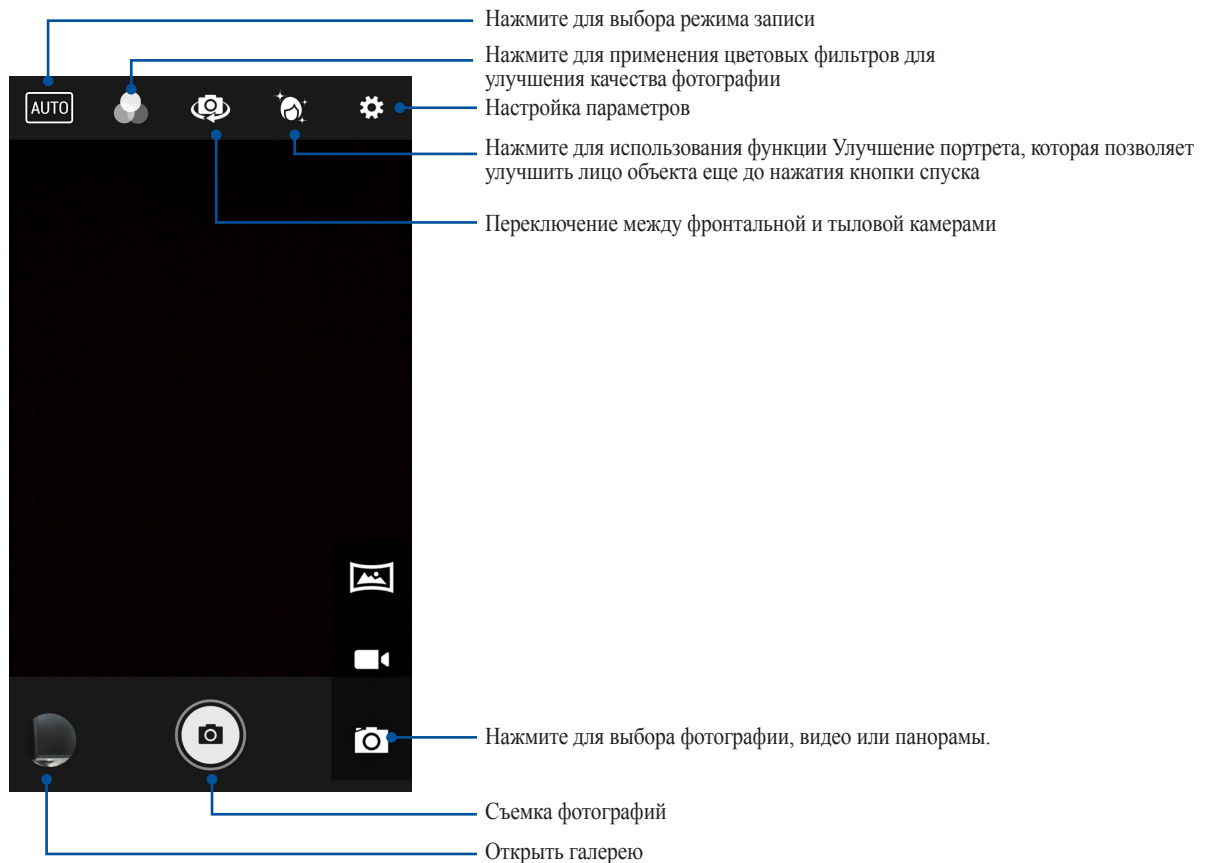 Нажмите для выбора режима записи
Нажмите для применения цветовых фильтров для
улучшения качества фотографии
AUTO
Настройка параметров
Нажмите для использования функции Улучшение портрета, которая позволяет
улучшить лицо объекта еще до нажатия кнопки спуска
Переключение между фронтальной и тыловой камерами
Нажмите для выбора фотографии, видео или панорамы.
Съемка фотографий
Открыть галерею